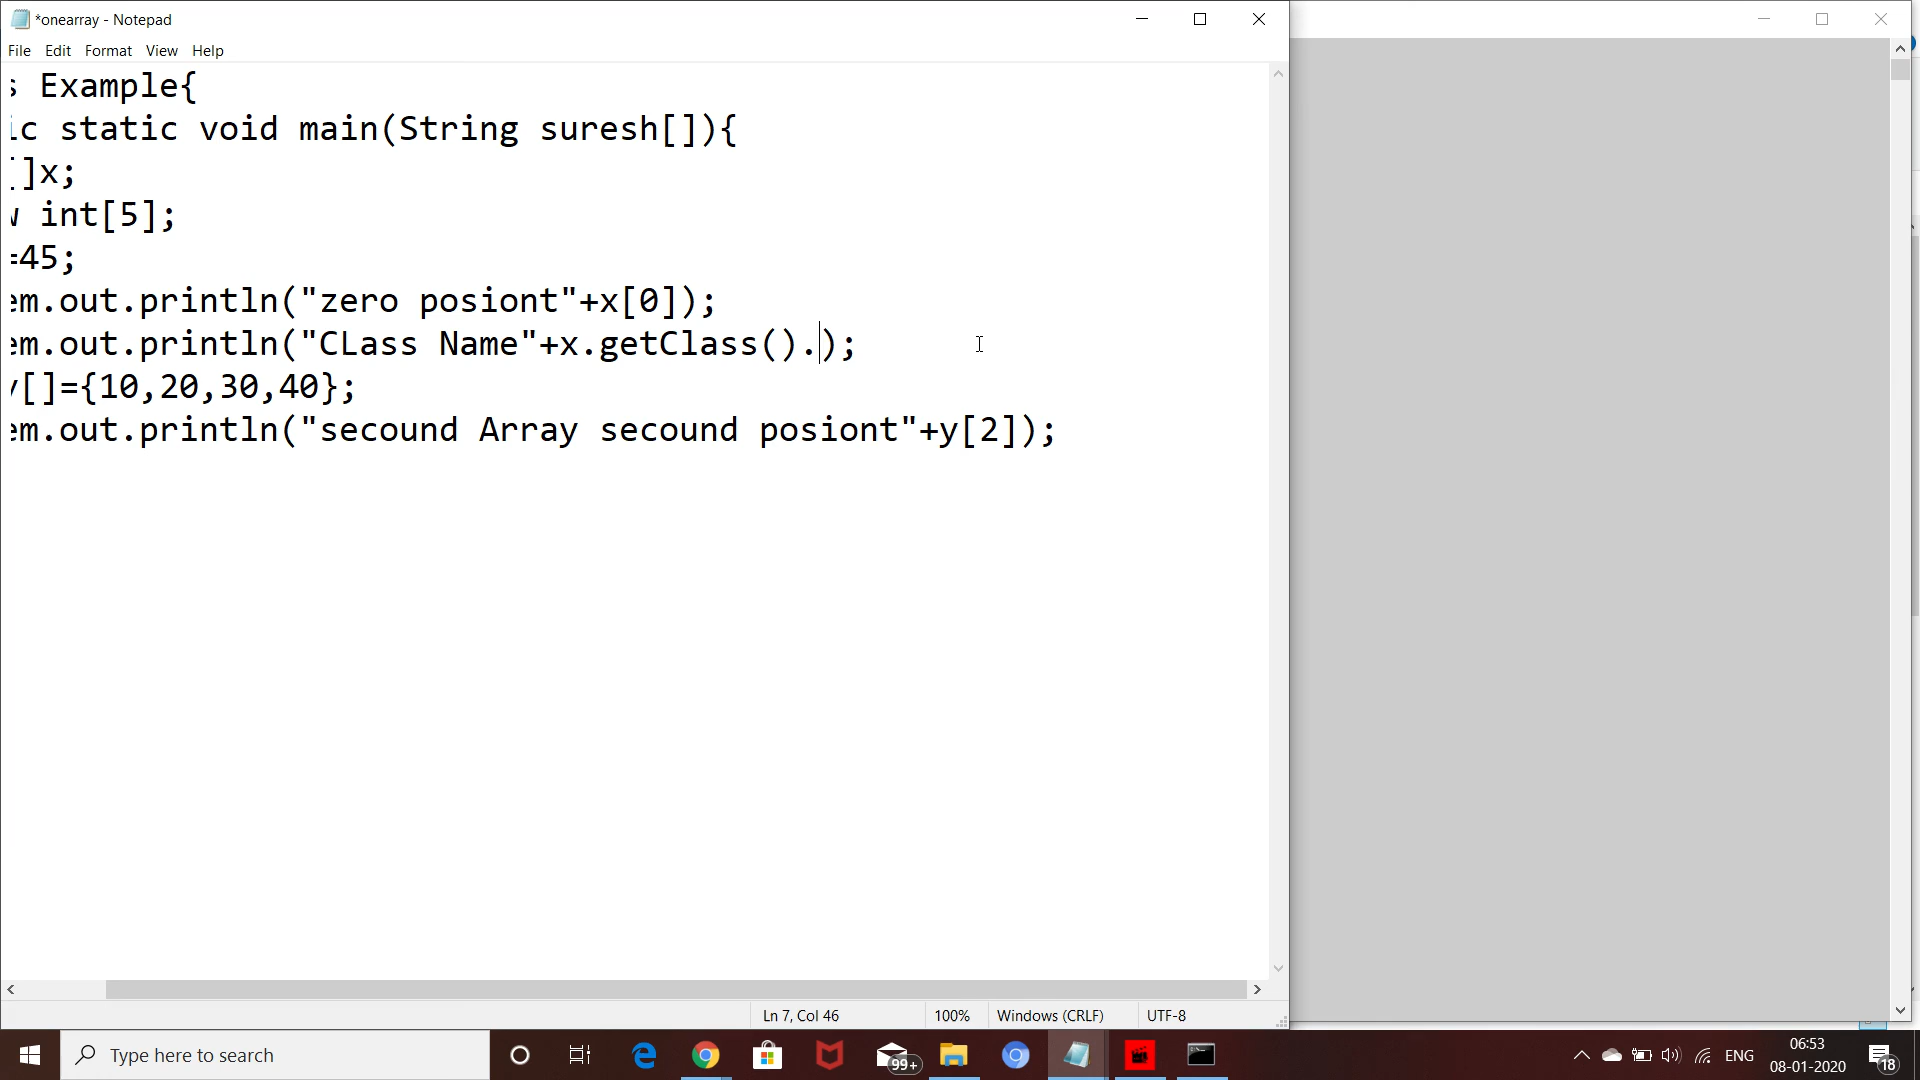 *onearray - Notepad
File Edit Format View Help
s Example{
ic static void main(String suresh[]){
[]x;
w int[5];
=45;
em.out.println("zero posiont"+x[0]);
em.out.println("CLass Name"+x.getClass().);
y[]={10,20,30,40};
em.out.println("secound Array secound posiont"+y[2]);
Ln 7, Col 46 100% Windows (CRLF) UTF-8
Type here to search
99+
ENG
06:53
08-01-2020
18